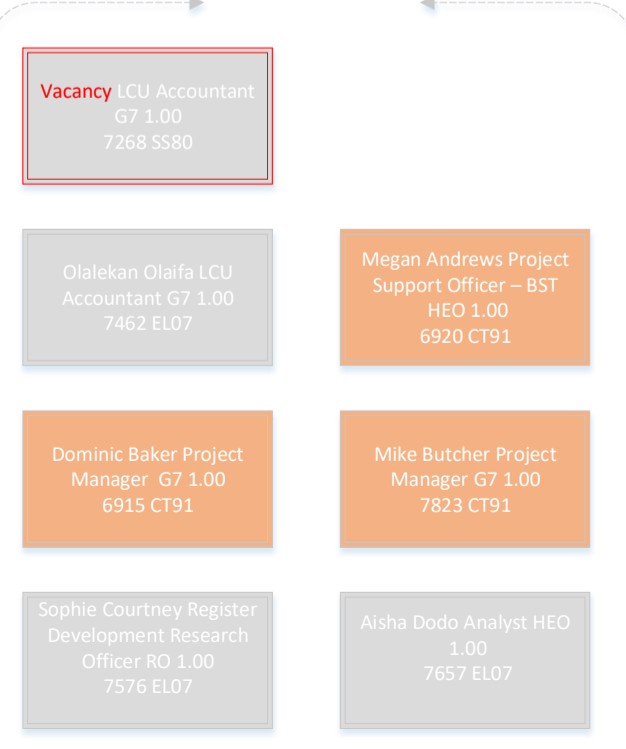 Vacancy LCU Accountant
G7 1.00
7268 SS80
Olalekan Olaifa LCU
Accountant G7 1.00
7462 EL07
Megan Andrews Project
Support Officer – BST
HEO 1.00
6920 CT91
Dominic Baker Project
Manager G7 1.00
6915 CT91
Mike Butcher Project
Manager G7 1.00
7823 CT91
Sophie Courtney Register
Development Research
Officer RO 1.00
7576 EL07
Aisha Dodo Analyst HEO
1.00
7657 EL07